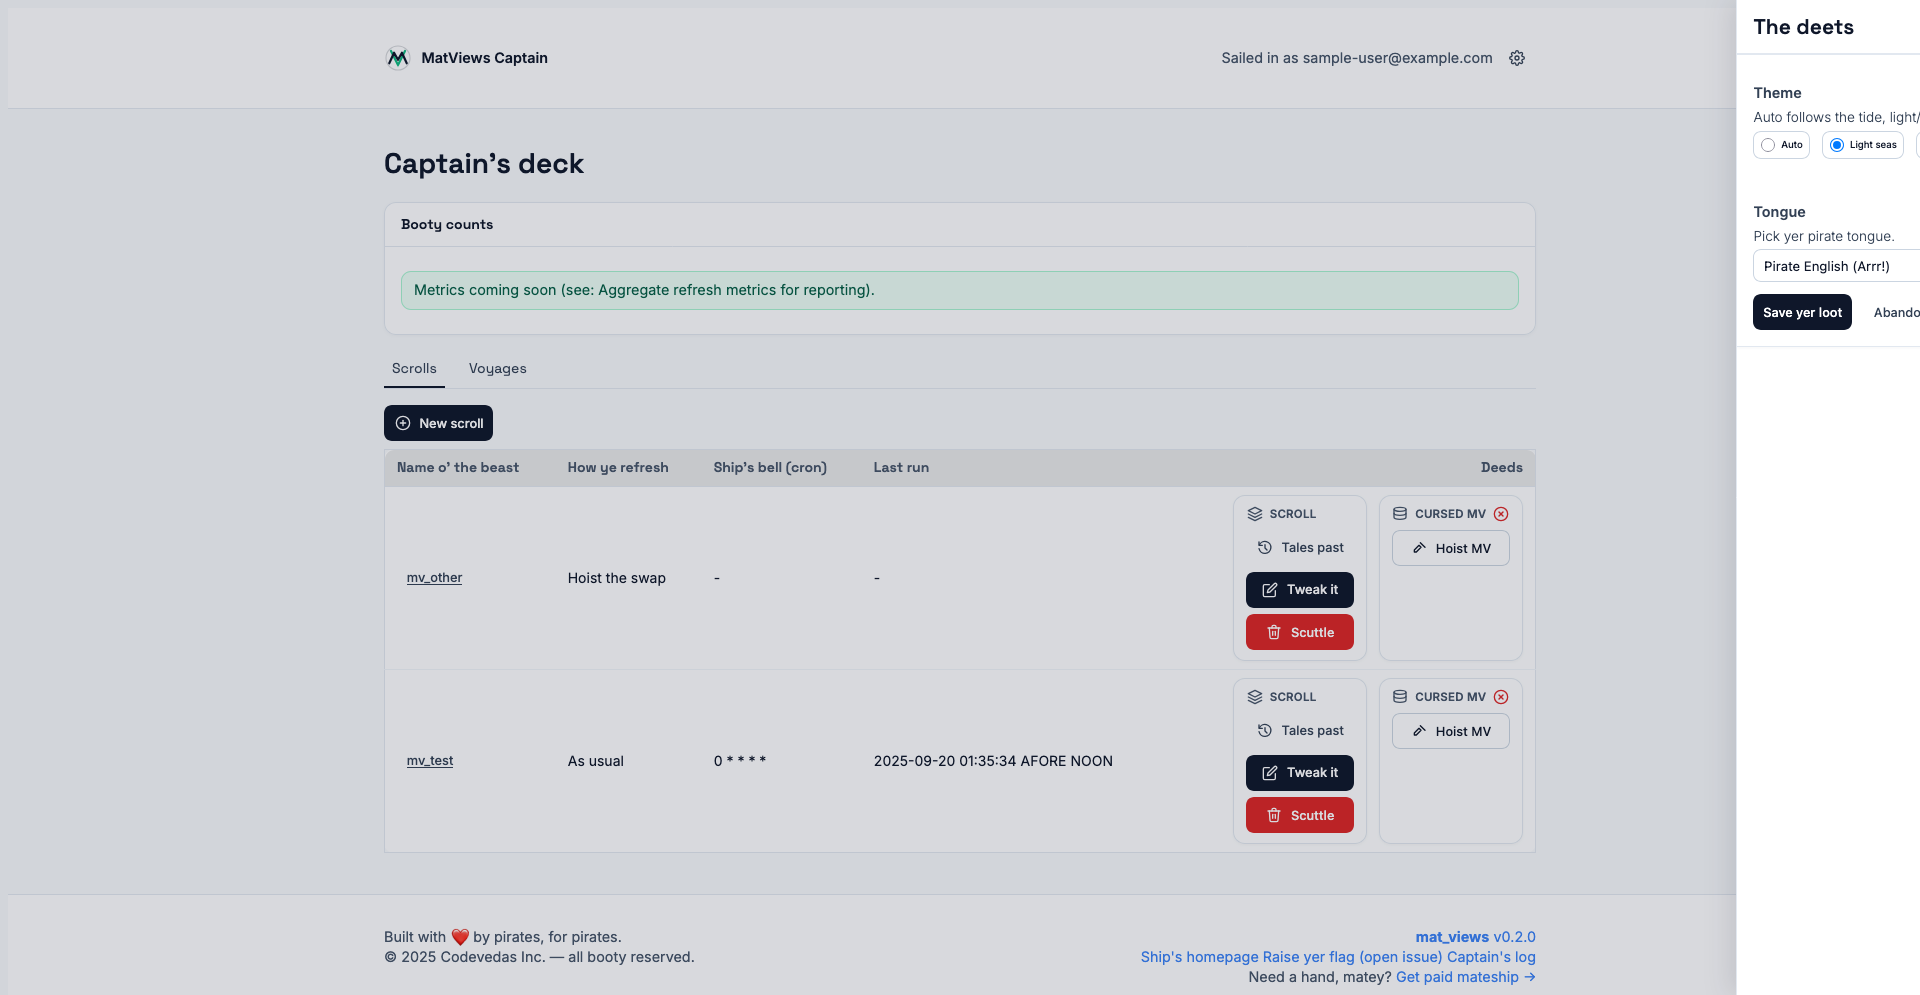 MatViews Captain
Sailed in as sample-user@example.com
Captain's deck
Booty counts
Metrics coming soon (see: Aggregate refresh metrics for reporting).
Scrolls Voyages
New scroll
Name o' the beast How ye refresh Ship's bell (cron) Last run Deeds
mv_other Hoist the swap - -
SCROLL
Tales past
Tweak it
Scuttle
CURSED MV
Hoist MV
mv_test As usual 0 * * * * 2025-09-20 01:35:34 AFORE NOON
SCROLL
Tales past
Tweak it
Scuttle
CURSED MV
Hoist MV
Built with ❤️ by pirates, for pirates.
© 2025 Codevedas Inc. — all booty reserved.
mat_views v0.2.0
Ship's homepage Raise yer flag (open issue) Captain's log
Need a hand, matey? Get paid mateship →
The deets
Theme
Auto follows the tide, light/
Auto Light seas
Tongue
Pick yer pirate tongue.
Pirate English (Arrr!)
Save yer loot Abando